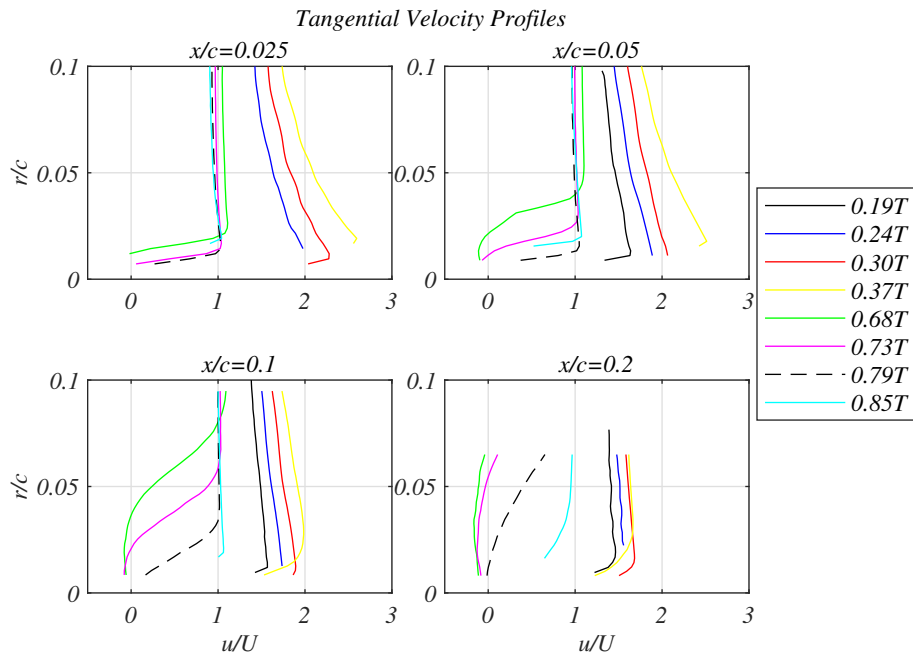 Tangential Velocity Profiles
x/c=0.025
x/c=0.05
0.1
0.05
0
r/c
0 1 2 3
0.1
0.05
0
0 1 2 3
0.19T
0.24T
0.30T
0.37T
0.68T
0.73T
0.79T
0.85T
x/c=0.1
x/c=0.2
0.1
0.05
0
r/c
0 1 2 3
u/U
0.1
0.05
0
0 1 2 3
u/U